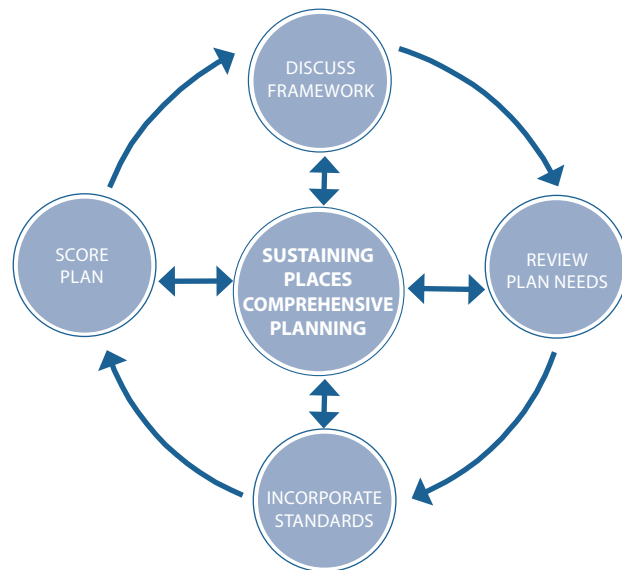 DISCUSS
FRAMEWORK
SCORE
PLAN
SUSTAINING
PLACES
COMPREHENSIVE
PLANNING
REVIEW
PLAN NEEDS
INCORPORATE
STANDARDS